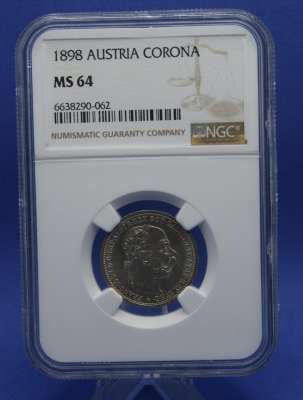 1898 AUSTRIA CORONA
MS 64
6638290-062
NUMISMATIC GUARANTY COMPANY
NGC